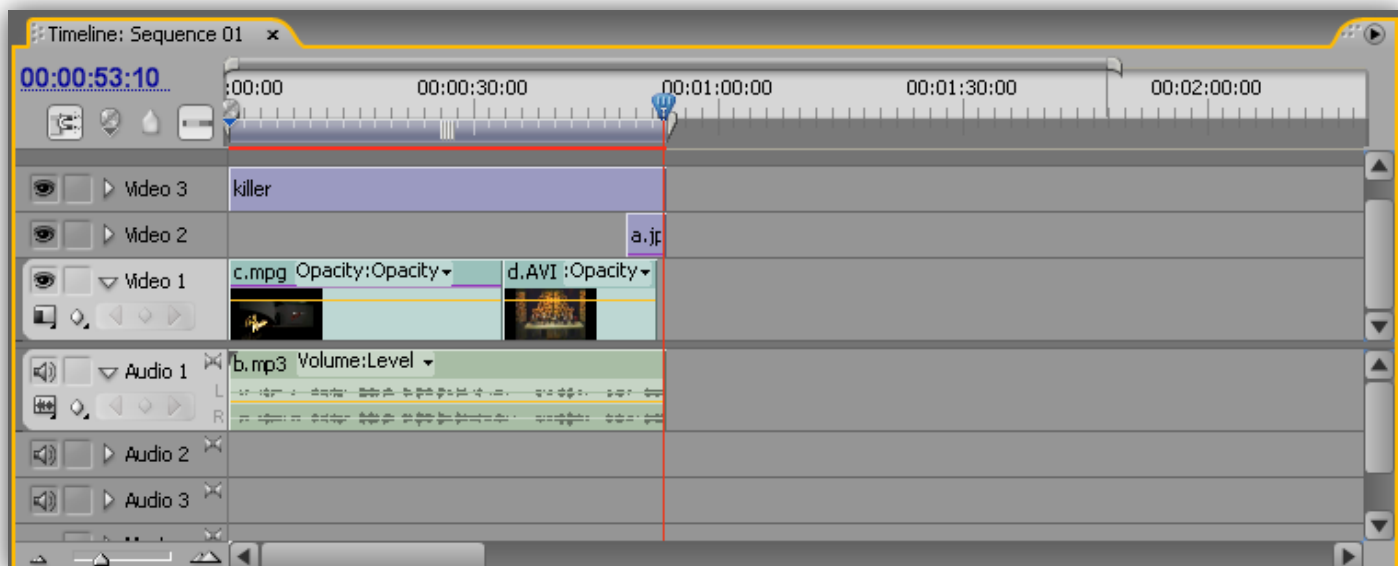 Timeline: Sequence 01 x
00:00:53:10
:00:00 00:00:30:00 00:01:00:00 00:01:30:00 00:02:00:00
Video 3 killer
Video 2 a.jp
Video 1 c.mpg Opacity:Opacity d.AVI :Opacity
Audio 1 b.mp3 Volume:Level
L
R
Audio 2
Audio 3